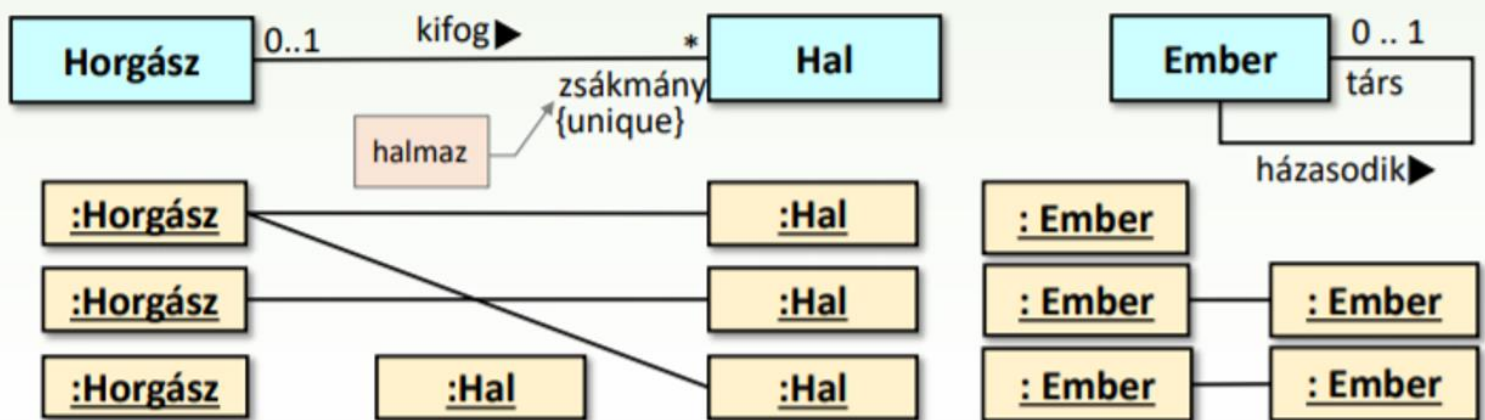 Horgász
0..1
kifog
*
Hal
zsákmány
{unique}
halmaz
Ember
0 .. 1
társ
házasodik
:Horgász
:Hal
: Ember
:Horgász
:Hal
: Ember
: Ember
:Horgász
:Hal
:Hal
: Ember
: Ember